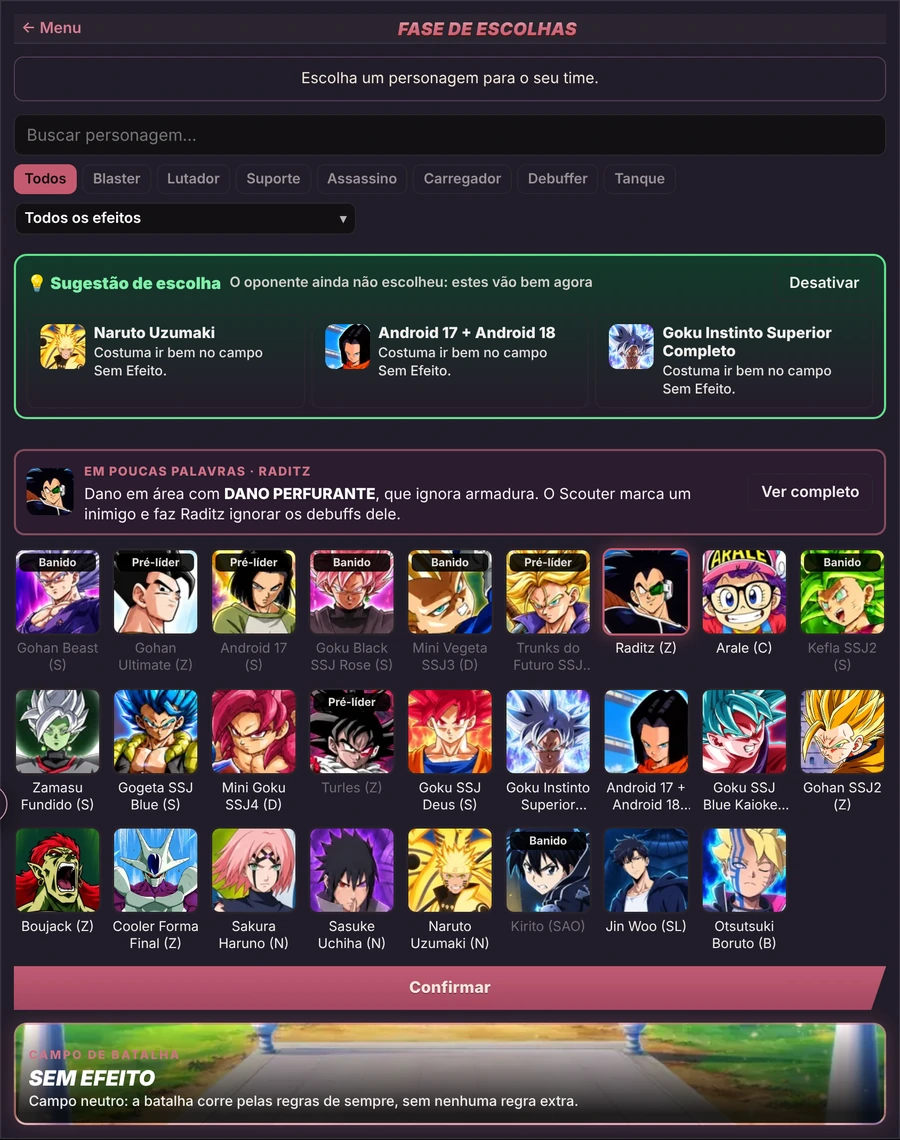 ← Menu
FASE DE ESCOLHAS
Escolha um personagem para o seu time.
Buscar personagem...
Todos
Blaster
Lutador
Suporte
Assassino
Carregador
Debuffer
Tanque
Todos os efeitos
Sugestão de escolha O oponente ainda não escolheu: estes vão bem agora
Desativar
Naruto Uzumaki
Costuma ir bem no campo
Sem Efeito.
Android 17 + Android 18
Costuma ir bem no campo
Sem Efeito.
Goku Instinto Superior
Completo
Costuma ir bem no campo
Sem Efeito.
EM POUCAS PALAVRAS · RADITZ
Dano em área com DANO PERFURANTE, que ignora armadura. O Scouter marca um
inimigo e faz Raditz ignorar os debuffs dele.
Ver completo
Banido
Gohan Beast
(S)
Pré-líder
Gohan
Ultimate (Z)
Pré-líder
Android 17
(S)
Banido
Goku Black
SSJ Rose (S)
Banido
Mini Vegeta
SSJ3 (D)
Pré-líder
Trunks do
Futuro SSJ..
Raditz (Z)
ARALE
Arale (C)
Banido
Kefla SSJ2
(S)
Zamasu
Fundido (S)
Gogeta SSJ
Blue (S)
Mini Goku
SSJ4 (D)
Pré-líder
Turles (Z)
Goku SSJ
Deus (S)
Goku Instinto
Superior...
Android 17 +
Android 18...
Goku SSJ
Blue Kaioke...
Gohan SSJ2
(Z)
Boujack (Z)
Cooler Forma
Final (Z)
Sakura
Haruno (N)
Sasuke
Uchiha (N)
Naruto
Uzumaki (N)
Banido
Kirito (SAO)
Jin Woo (SL)
Otsutsuki
Boruto (B)
Confirmar
CAMPO DE BATALHA
SEM EFEITO
Campo neutro: a batalha corre pelas regras de sempre, sem nenhuma regra extra.